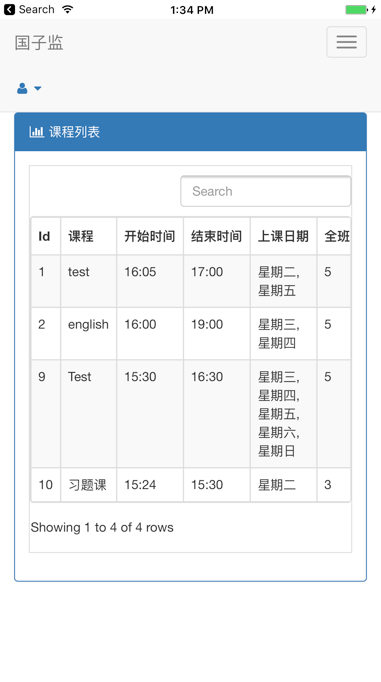 Search 1:34 PM
国子监
课程列表
Search
Id 课程 开始时间 结束时间 上课日期 全班
1 test 16:05 17:00 星期二, 5
星期五
2 english 16:00 19:00 星期三, 5
星期四
9 Test 15:30 16:30 星期三, 5
星期四,
星期五,
星期六,
星期日
10 习题课 15:24 15:30 星期二 3
Showing 1 to 4 of 4 rows